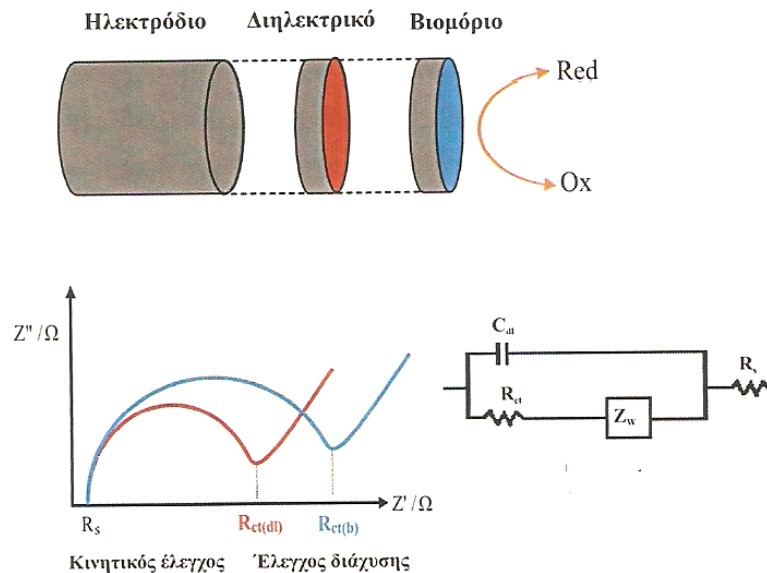 Ηλεκτρόδιο Διηλεκτρικό Βιομόριο
Red
Ox
Z'' /Ω
C_dl
R_s
R_ct
Z_W
Z'/Ω
R_s R_ct(dl) R_ct(b)
Κινητικός έλεγχος Έλεγχος διάχυσης